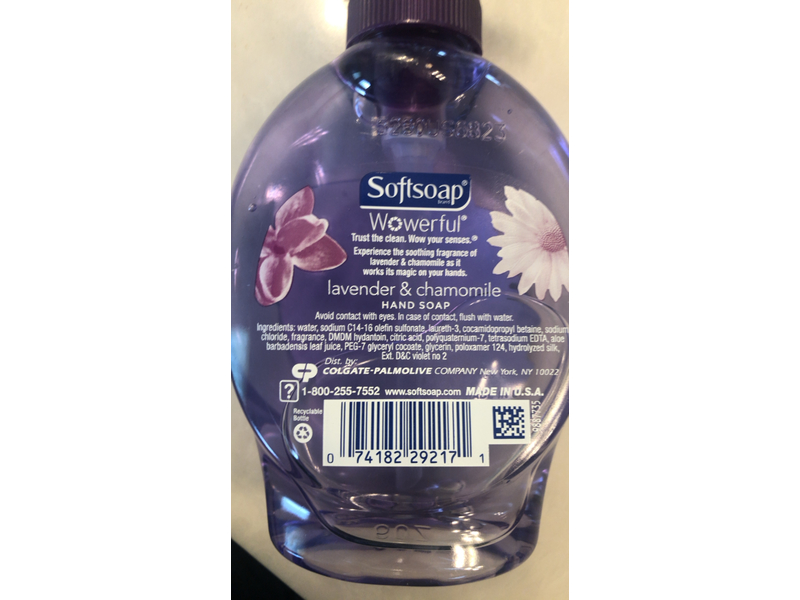 Softsoap®
Brand
Wowerful®
Trust the clean. Wow your senses.®
Experience the soothing fragrance of
lavender & chamomile as it
works its magic on your hands.
lavender & chamomile
HAND SOAP
Avoid contact with eyes. In case of contact, flush with water.
Ingredients: water, sodium C14-16 olefin sulfonate, laureth-3, cocamidopropyl betaine, sodium
chloride, fragrance, DMDM hydantoin, citric acid, polyquaternium-7, tetrasodium EDTA, aloe
barbadensis leaf juice, PEG-7 glyceryl cocoate, glycerin, poloxamer 124, hydrolyzed silk,
Ext. D&C violet no 2
Dist. by:
CP COLGATE-PALMOLIVE COMPANY New York, NY 10022
? 1-800-255-7552 www.softsoap.com MADE IN U.S.A.
Recyclable
Bottle
0 74182 29217 1